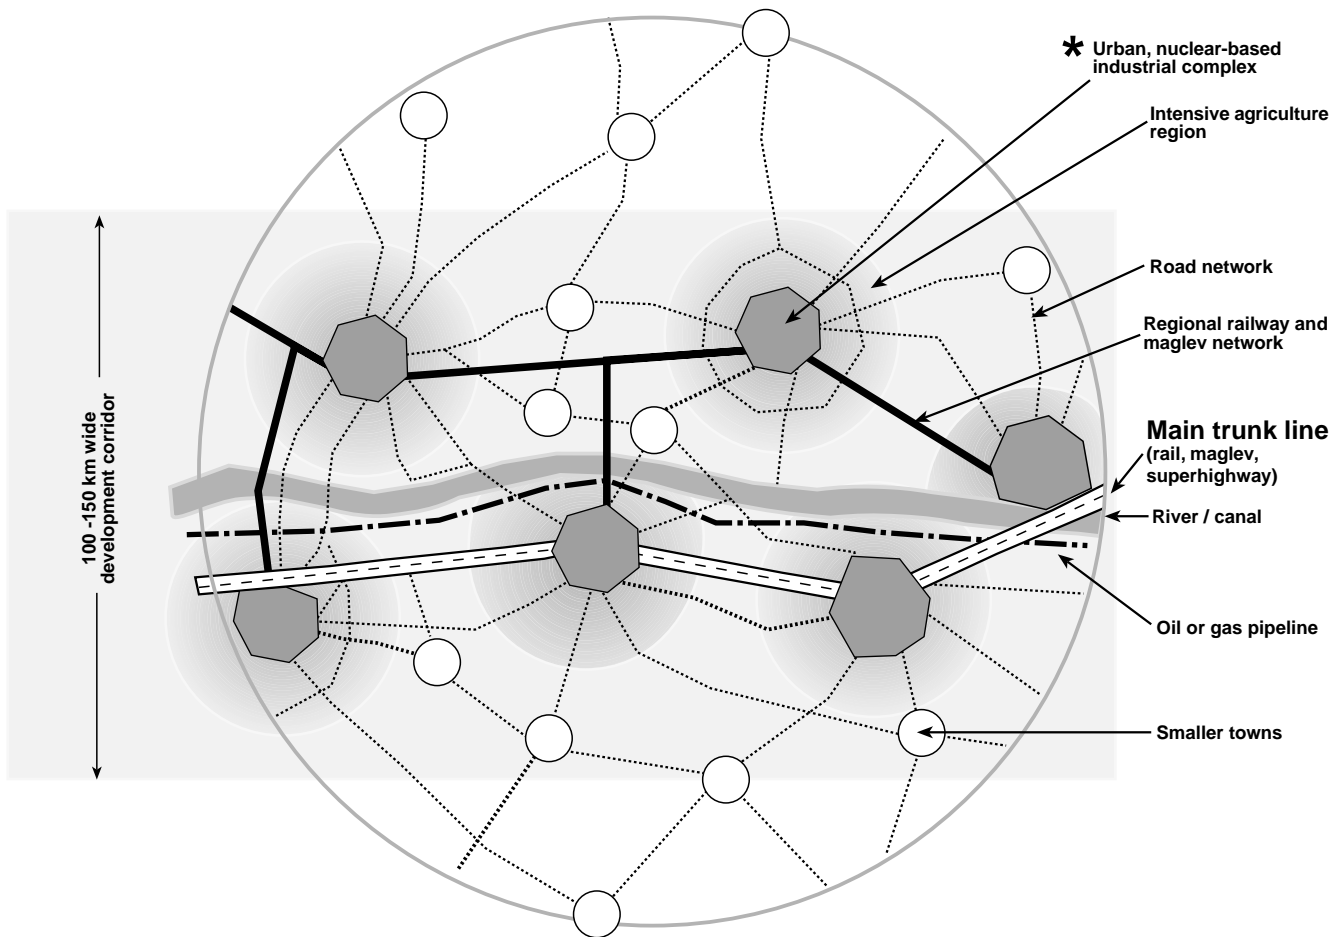 * Urban, nuclear-based
industrial complex
Intensive agriculture
region
Road network
Regional railway and
maglev network
Main trunk line
(rail, maglev,
superhighway)
River / canal
Oil or gas pipeline
Smaller towns
100 -150 km wide
development corridor